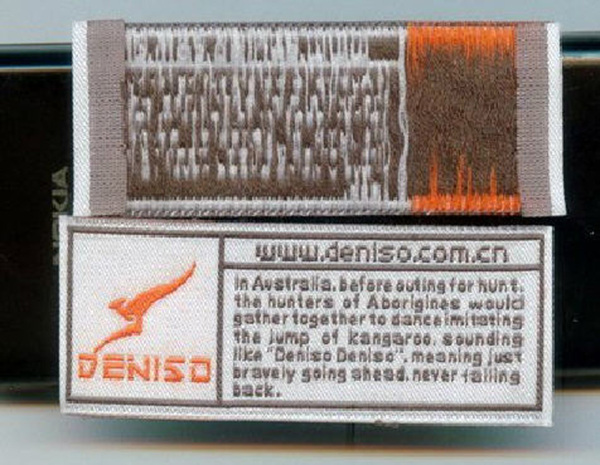 NOKIA
www.deniso.com.cn
In Australia, before outing for hunt,
the hunters of Aborigines would
gather together to dance imitating
the jump of kangaroo, sounding
like "Deniso Deniso", meaning just
bravely going ahead, never falling
back.
DENISO